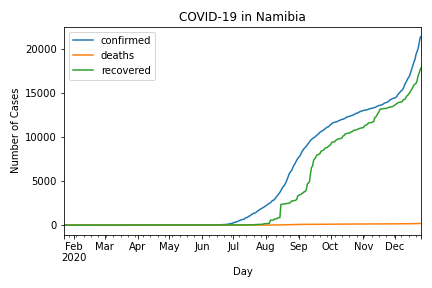 COVID-19 in Namibia
confirmed
deaths
recovered
Number of Cases
20000
15000
10000
5000
0
Feb Mar Apr May Jun Jul Aug Sep Oct Nov Dec
2020
Day